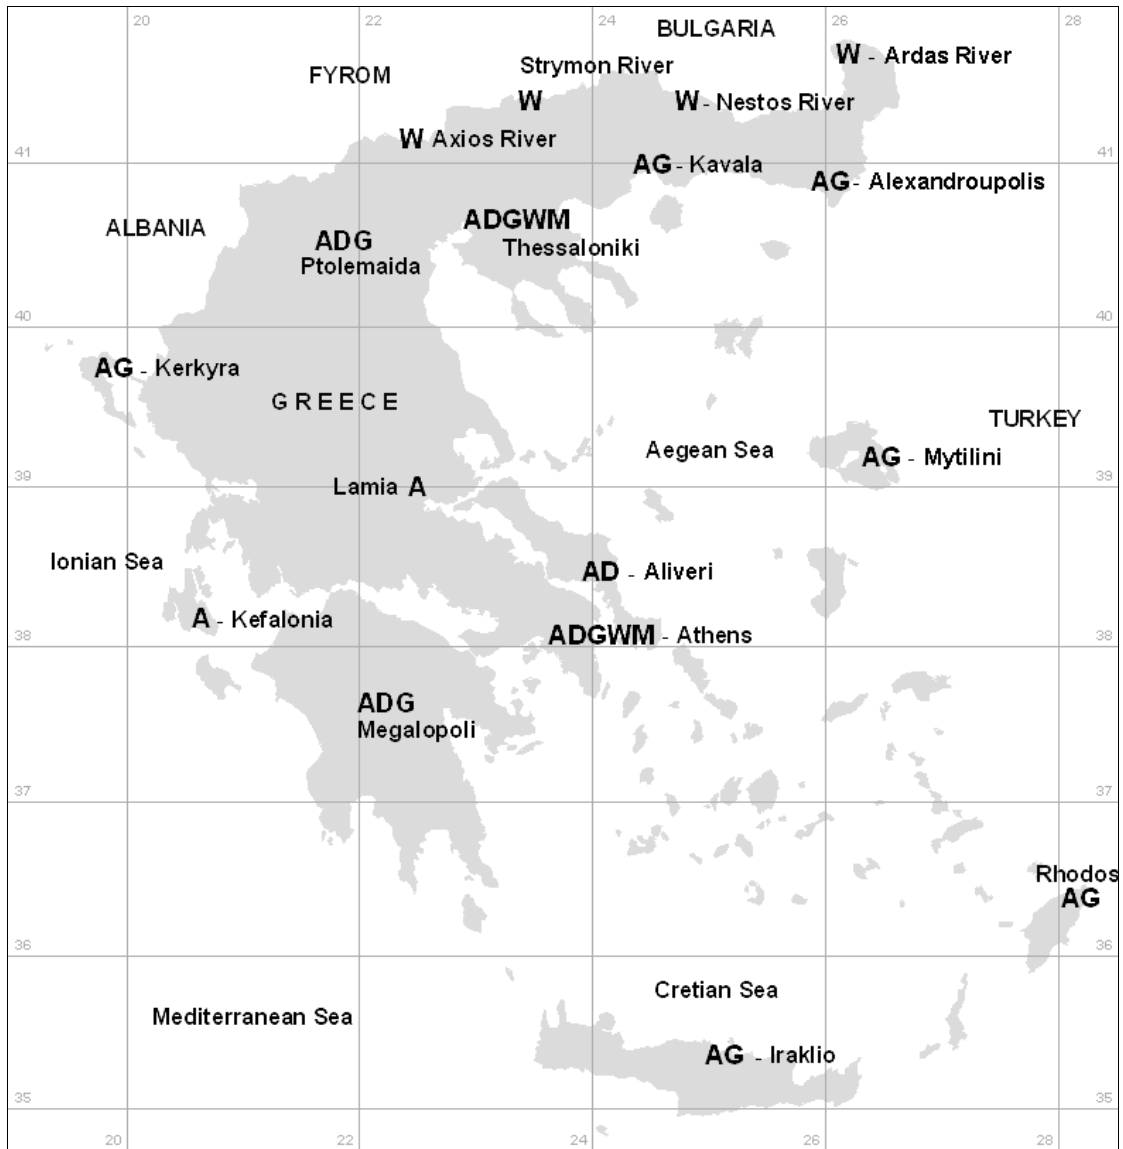 20 22 24 26 28
BULGARIA
W - Ardas River
Strymon River
FYROM
W
W - Nestos River
W Axios River
41 41
AG - Kavala
AG - Alexandroupolis
ADGWM
Thessaloniki
ALBANIA
ADG
Ptolemaida
40 40
AG - Kerkyra
GREECE
TURKEY
Aegean Sea
AG - Mytilini
39 39
Lamia A
Ionian Sea
AD - Aliveri
A - Kefalonia
38 38
ADGWM - Athens
ADG
Megalopoli
37 37
Rhodos
AG
36 36
Cretian Sea
Mediterranean Sea
AG - Iraklio
35 35
20 22 24 26 28